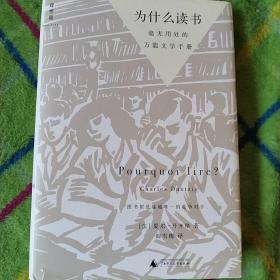 为什么读书
毫无用处的
万能文学手册
Pourquoi lire?
Charles Dantzig
[法] 夏尔·丹齐格 著